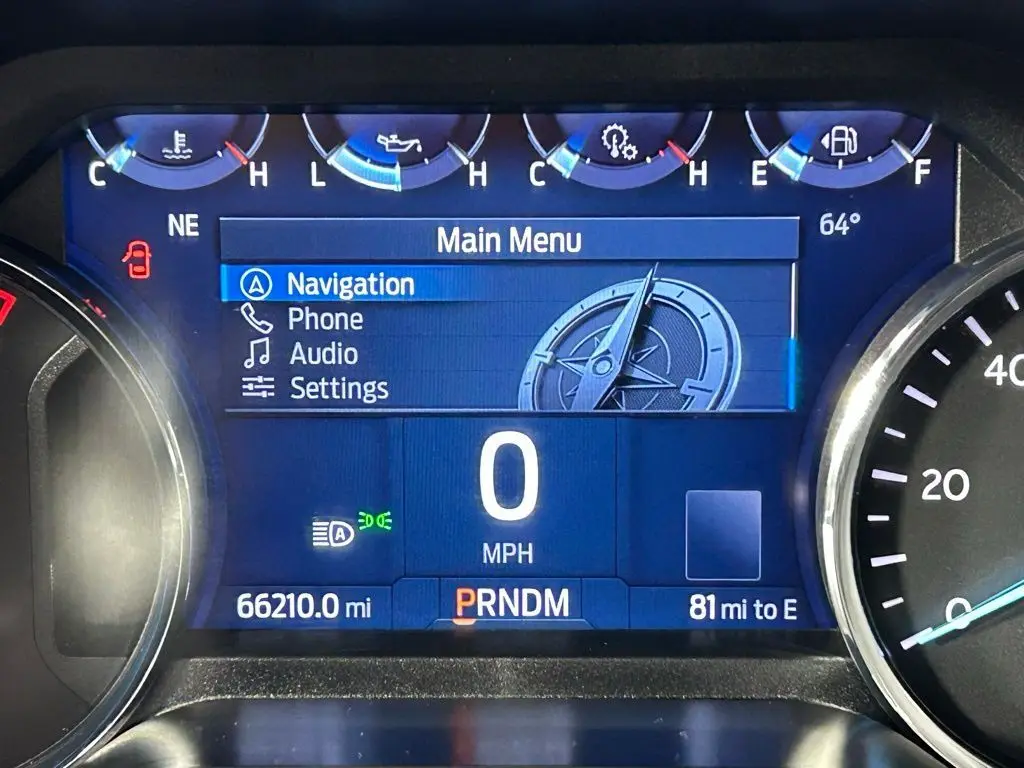 C H L H C H E F
NE
64°
Main Menu
Navigation
Phone
Audio
Settings
0
MPH
A
66210.0 mi
PRNDM
81 mi to E
40
20
0